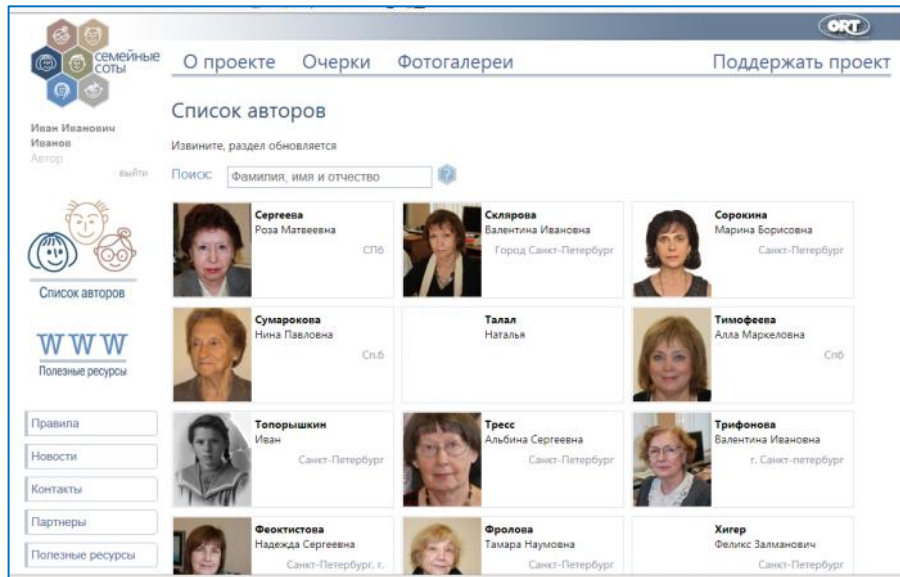 ORT
семейные
соты
О проекте Очерки Фотогалереи Поддержать проект
Иван Иванович
Иванов
Автор
выйти
Список авторов
Извините, раздел обновляется
Поиск: Фамилия, имя и отчество ?
Сергеева
Роза Матвеевна
СПб
Склярова
Валентина Ивановна
Город Санкт-Петербург
Сорокина
Марина Борисовна
Санкт-Петербург
Список авторов
Сумарокова
Нина Павловна
Сп.б
Талал
Наталья
Тимофеева
Алла Маркеловна
Спб
WWW
Полезные ресурсы
Топорышкин
Иван
Санкт-Петербург
Тресс
Альбина Сергеевна
Санкт-Петербург
Трифонова
Валентина Ивановна
г. Санкт-петербург
Правила
Новости
Контакты
Партнеры
Полезные ресурсы
Феоктистова
Надежда Сергеевна
Санкт-Петербург, г.
Фролова
Тамара Наумовна
Санкт-Петербург
Хигер
Феликс Залманович
Санкт-Петербург